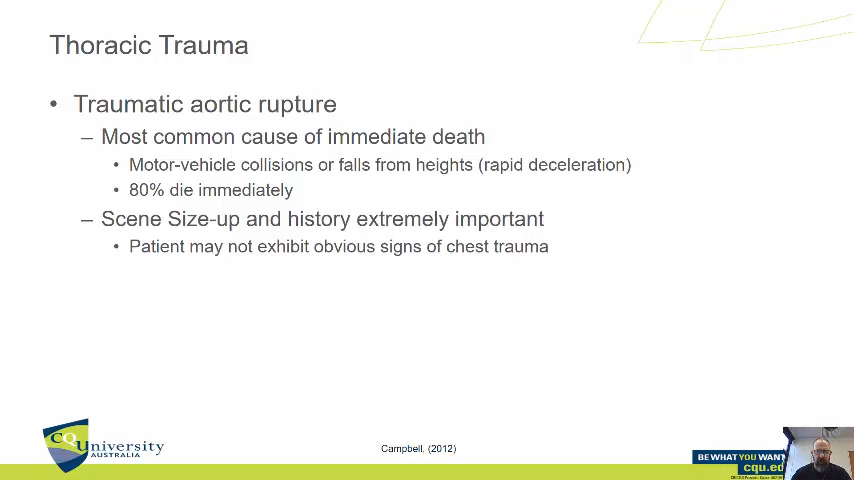 Thoracic Trauma
• Traumatic aortic rupture
– Most common cause of immediate death
• Motor-vehicle collisions or falls from heights (rapid deceleration)
• 80% die immediately
– Scene Size-up and history extremely important
• Patient may not exhibit obvious signs of chest trauma
CQUniversity
AUSTRALIA
Campbell, (2012)
BE WHAT YOU WANT
cqu.ed